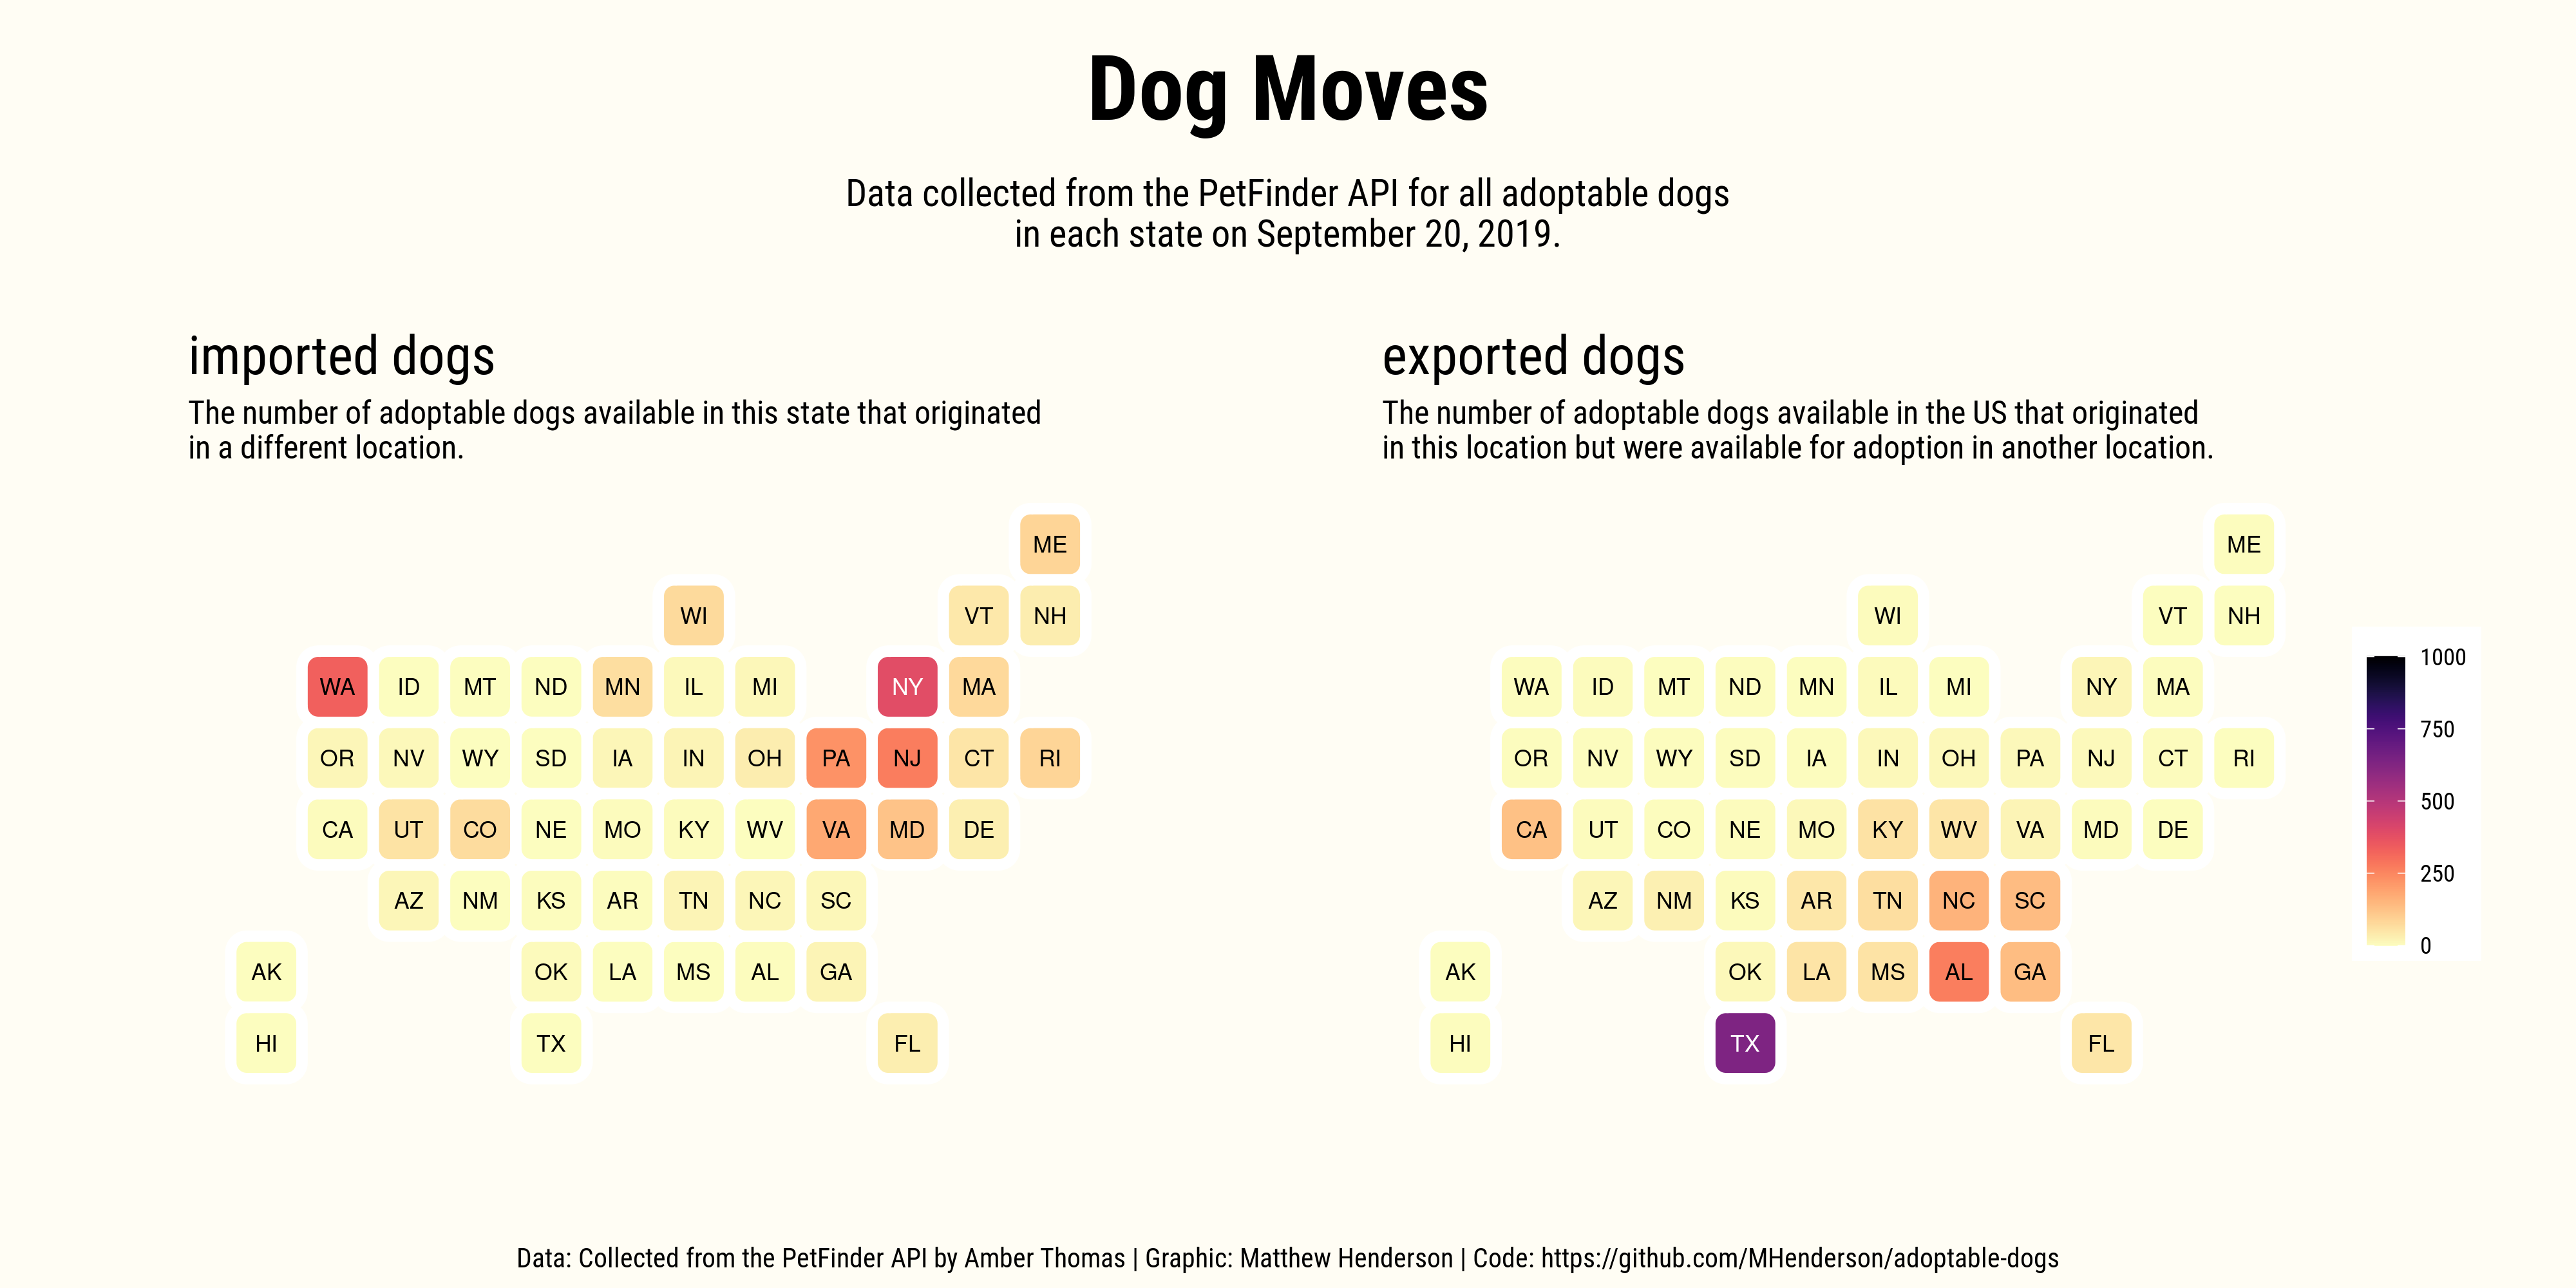 Dog Moves
Data collected from the PetFinder API for all adoptable dogs
in each state on September 20, 2019.
imported dogs
The number of adoptable dogs available in this state that originated
in a different location.
ME
WI VT NH
WA ID MT ND MN IL MI NY MA
OR NV WY SD IA IN OH PA NJ CT RI
CA UT CO NE MO KY WV VA MD DE
AZ NM KS AR TN NC SC
AK OK LA MS AL GA
HI TX FL
exported dogs
The number of adoptable dogs available in the US that originated
in this location but were available for adoption in another location.
ME
WI VT NH
WA ID MT ND MN IL MI NY MA
OR NV WY SD IA IN OH PA NJ CT RI
CA UT CO NE MO KY WV VA MD DE
AZ NM KS AR TN NC SC
AK OK LA MS AL GA
HI TX FL
1000
750
500
250
0
Data: Collected from the PetFinder API by Amber Thomas | Graphic: Matthew Henderson | Code: https://github.com/MHenderson/adoptable-dogs